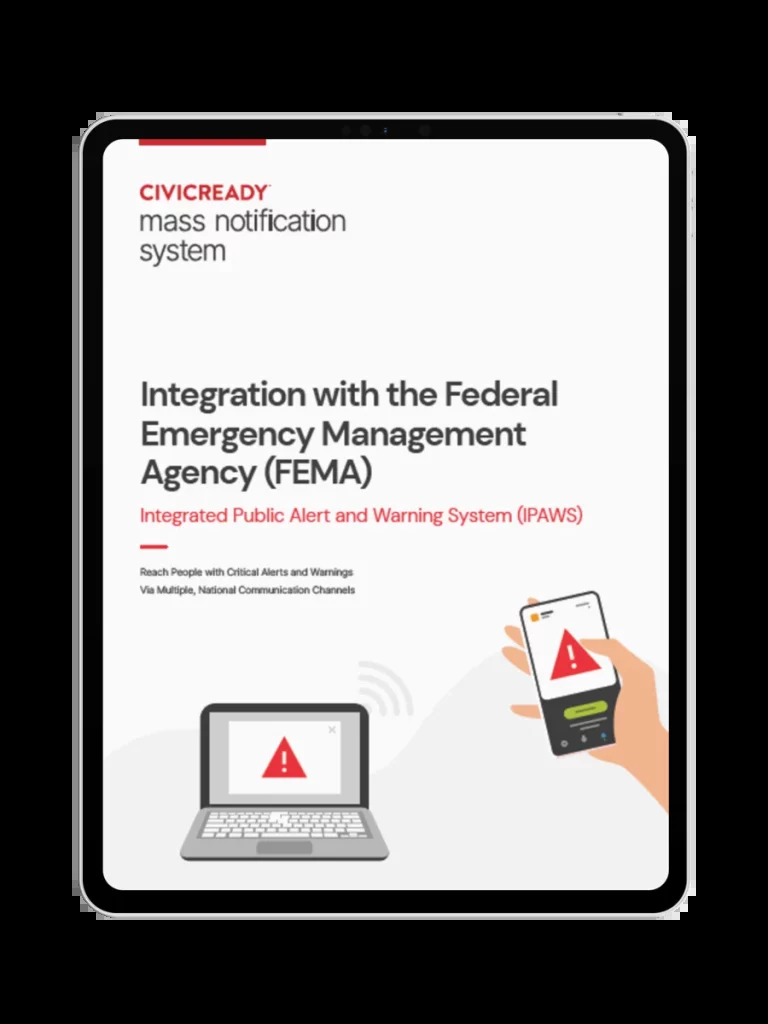 CIVICREADY
mass notification
system
Integration with the Federal
Emergency Management
Agency (FEMA)
Integrated Public Alert and Warning System (IPAWS)
Reach People with Critical Alerts and Warnings
Via Multiple, National Communication Channels